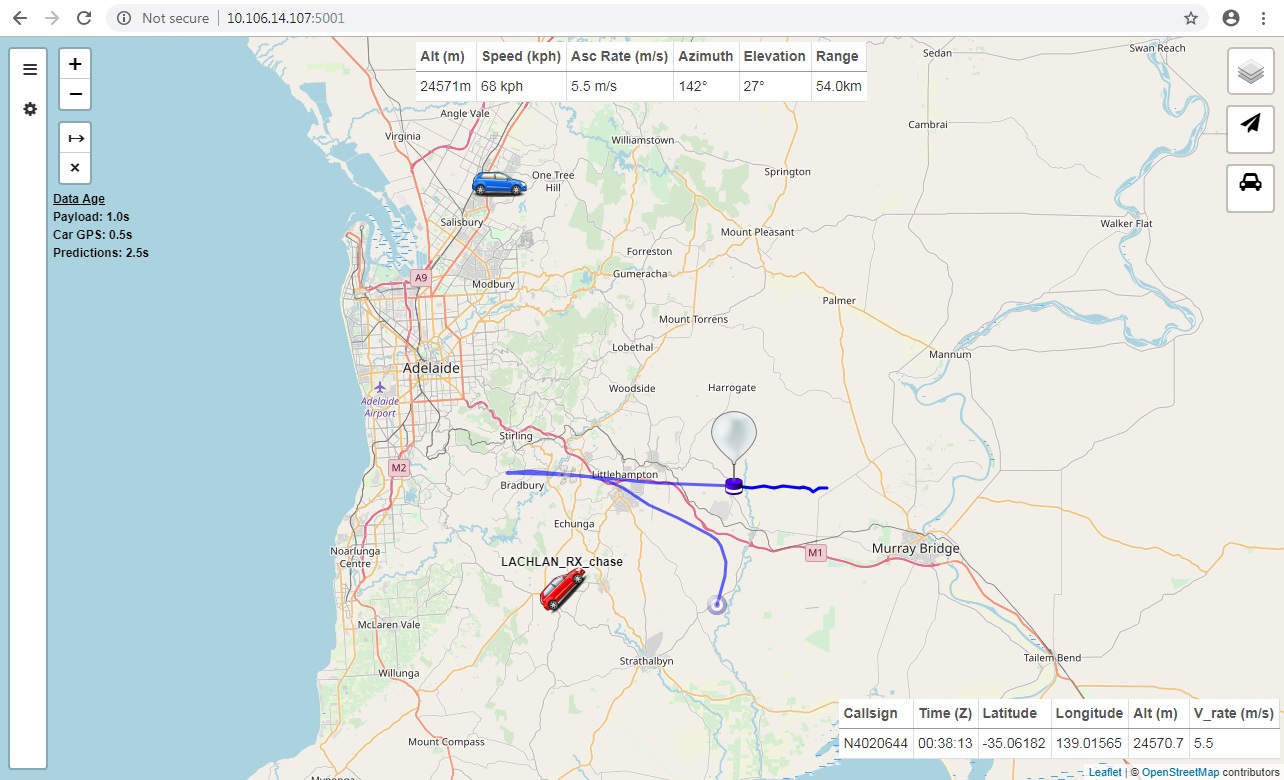 Not secure | 10.106.14.107:5001
Alt (m) Speed (kph) Asc Rate (m/s) Azimuth Elevation Range
24571m 68 kph 5.5 m/s 142° 27° 54.0km
+
−
×
Data Age
Payload: 1.0s
Car GPS: 0.5s
Predictions: 2.5s
Swan Reach
Sedan
Angle Vale
Cambrai
Virginia
Williamstown
One Tree
Hill
Springton
Salisbury
Walker Flat
Mount Pleasant
Forreston
A9
Gumeracha
Modbury
Palmer
Mount Torrens
Lobethal
Mannum
Adelaide
Woodside
Harrogate
Adelaide
Airport
Stirling
M2
Littlehampton
Bradbury
Echunga
Noarlunga
Centre
M1
Murray Bridge
LACHLAN_RX_chase
McLaren Vale
Strathalbyn
Tailem Bend
Willunga
Mount Compass
Myponga
Callsign Time (Z) Latitude Longitude Alt (m) V_rate (m/s)
N4020644 00:38:13 -35.06182 139.01565 24570.7 5.5
Leaflet | © OpenStreetMap contributors